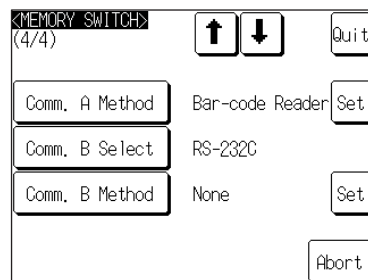 <MEMORY SWITCH>
(4/4) Quit
Comm. A Method Bar-code Reader Set
Comm. B Select RS-232C
Comm. B Method None Set
Abort